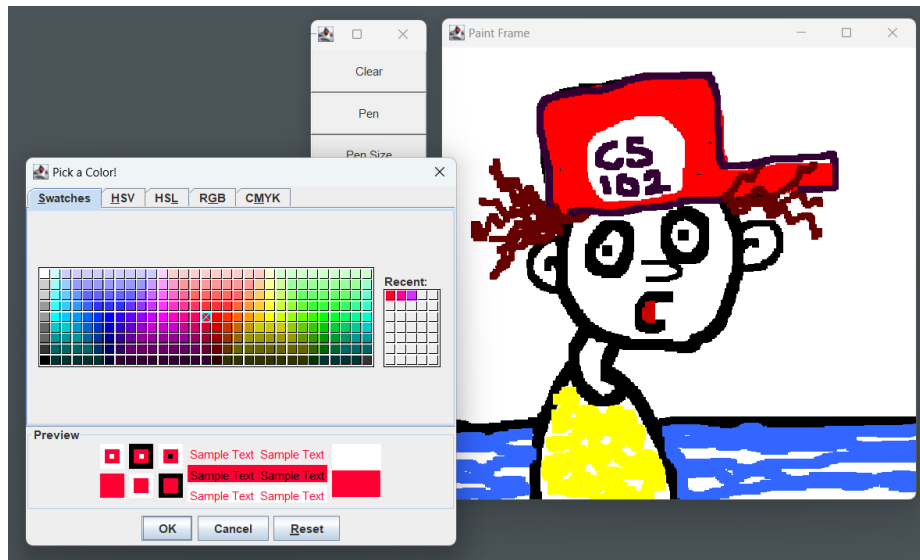 Paint Frame
Clear
Pen
Pen Size
Pick a Color!
Swatches HSV HSL RGB CMYK
Recent:
Preview
Sample Text Sample Text
Sample Text Sample Text
Sample Text Sample Text
OK Cancel Reset
CS
102